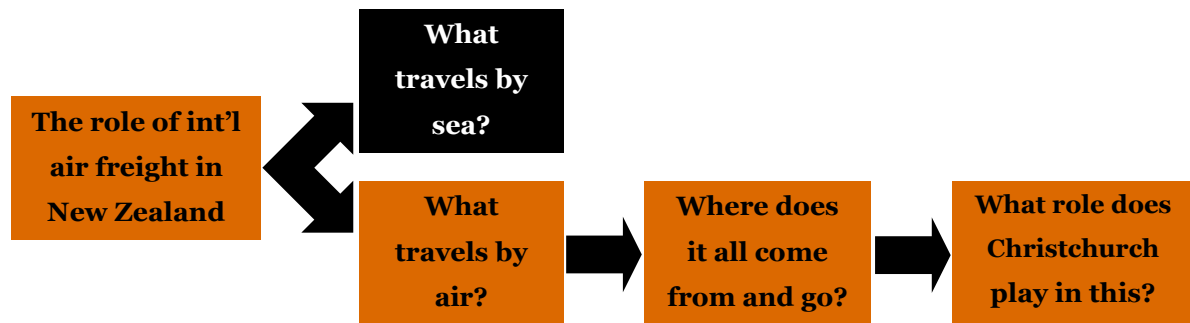 The role of int’l
air freight in
New Zealand
What
travels by
sea?
What
travels by
air?
Where does
it all come
from and go?
What role does
Christchurch
play in this?